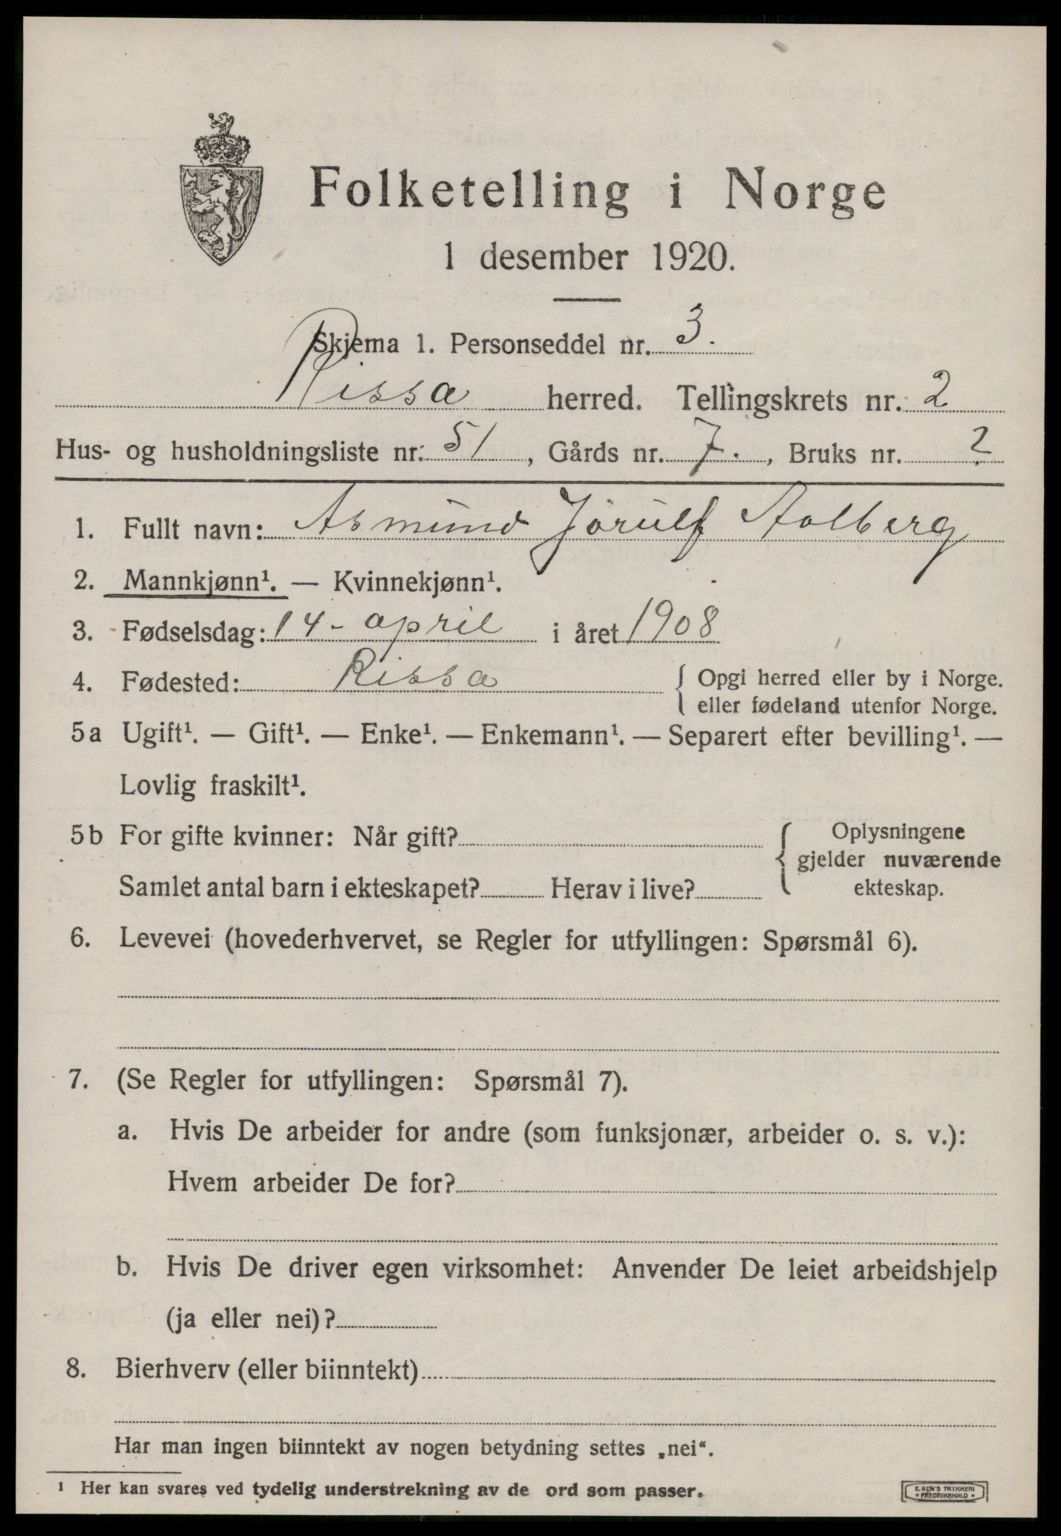 Folketelling i Norge
1 desember 1920.
Skjema 1. Personseddel nr. 3.
Rissa herred. Tellingskrets nr. 2
Hus- og husholdningsliste nr. 51, Gårds nr. 7., Bruks nr. 2
1. Fullt navn: Asmund Jörulf Aalberg
2. Mannkjønn¹. — Kvinnekjønn¹.
3. Fødselsdag: 14 - april i året 1908
4. Fødested: Rissa { Opgi herred eller by i Norge.
eller fødeland utenfor Norge.
5a Ugift¹. — Gift¹. — Enke¹. — Enkemann¹. — Separert efter bevilling¹. —
Lovlig fraskilt¹.
5b For gifte kvinner: Når gift? { Oplysningene
gjelder nuværende
Samlet antal barn i ekteskapet? Herav i live? ekteskap.
6. Levevei (hovederhvervet, se Regler for utfyllingen: Spørsmål 6).
7. (Se Regler for utfyllingen: Spørsmål 7).
a. Hvis De arbeider for andre (som funksjonær, arbeider o. s. v.):
Hvem arbeider De for?
b. Hvis De driver egen virksomhet: Anvender De leiet arbeidshjelp
(ja eller nei)?
8. Bierhverv (eller biinntekt)
Har man ingen biinntekt av nogen betydning settes „nei“.
¹ Her kan svares ved tydelig understrekning av de ord som passer.
E. SEM'S TRYKKERI
• FREDRIKSHALD •